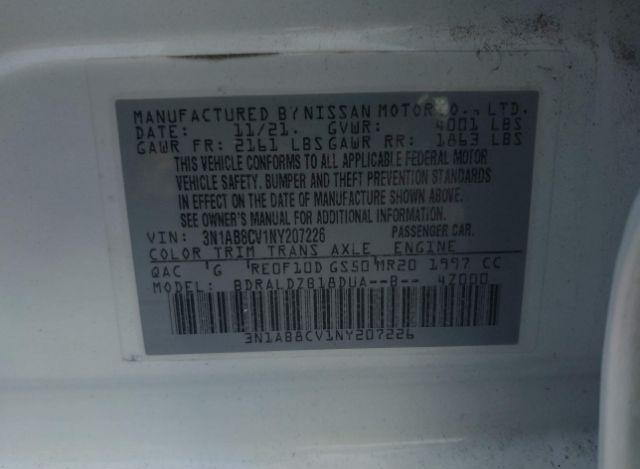 MANUFACTURED BY NISSAN MOTOR CO., LTD.
DATE: 11/21. GVWR: 4001 LBS
GAWR FR: 2161 LBS GAWR RR: 1863 LBS
THIS VEHICLE CONFORMS TO ALL APPLICABLE FEDERAL MOTOR
VEHICLE SAFETY, BUMPER AND THEFT PREVENTION STANDARDS
IN EFFECT ON THE DATE OF MANUFACTURE SHOWN ABOVE.
SEE OWNER'S MANUAL FOR ADDITIONAL INFORMATION.
VIN: 3N1AB8CV1NY207226 PASSENGER CAR.
COLOR TRIM TRANS AXLE ENGINE
QAC G RE0F10D GS50 MR20 1997 CC
MODEL: BDRALDZB18DUA--B-- 4Z000
3N1AB8CV1NY207226